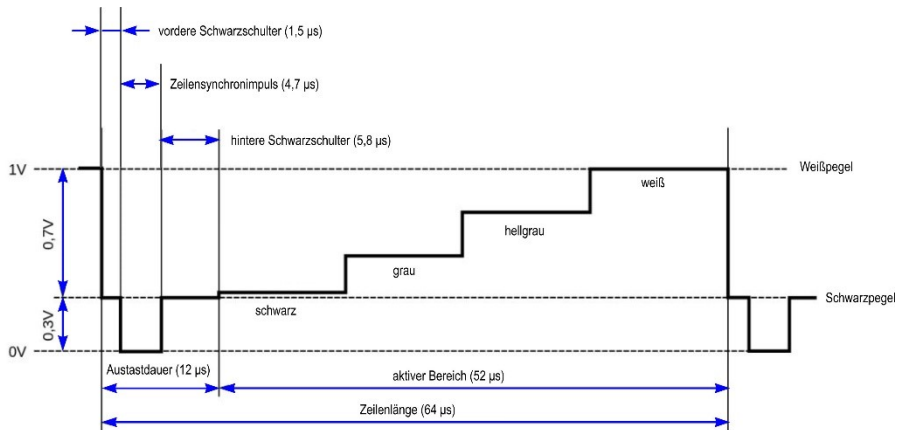 vordere Schwarzschulter (1,5 µs)
Zeilensynchronimpuls (4,7 µs)
hintere Schwarzschulter (5,8 µs)
1V
Weißpegel
weiß
0,7V
hellgrau
grau
schwarz
Schwarzpegel
0,3V
0V
Austastdauer (12 µs)
aktiver Bereich (52 µs)
Zeilenlänge (64 µs)